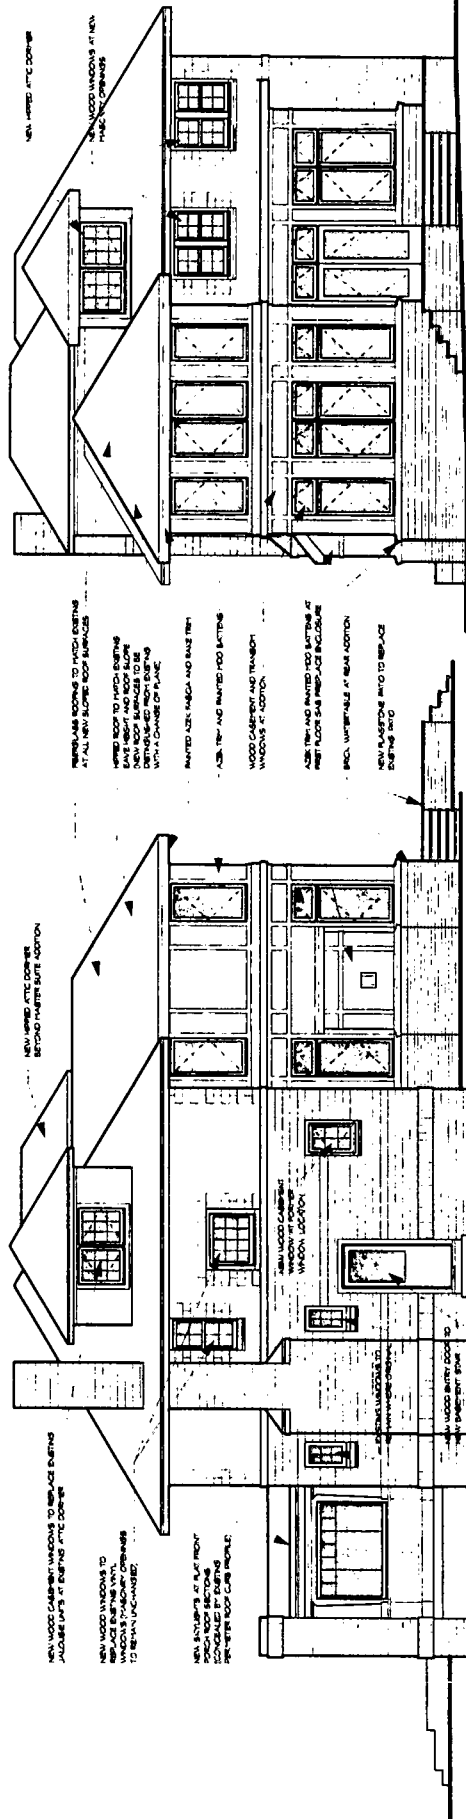 NEW WOOD CASEMENT WINDOWS TO REPLACE EXISTING
JALOUSIE UNITS AT EXISTING ATTIC DORMER
NEW WOOD WINDOWS TO
REPLACE EXISTING VINYL
WINDOWS (MASONRY OPENINGS
TO REMAIN UNCHANGED)
NEW SKYLIGHTS AT FLAT FRONT
PORCH ROOF SECTIONS
(CONCEALED BY EXISTING
PERIMETER ROOF CURB PROFILE)
NEW HIPPED ATTIC DORMER
BEYOND MASTER SUITE ADDITION
NEW WOOD CASEMENT
WINDOW AT FORMER
WINDOW LOCATION
EXISTING WINDOWS TO
REMAIN WHERE ORIGINAL
NEW WOOD ENTRY DOOR TO
NEW BASEMENT STAIR
FIBERGLASS ROOFING TO MATCH EXISTING
AT ALL NEW SLOPED ROOF SURFACES
HIPPED ROOF TO MATCH EXISTING
EAVE HEIGHT AND ROOF SLOPE
(NEW ROOF SURFACES TO BE
DISTINGUISHED FROM EXISTING
WITH A CHANGE OF PLANE)
PAINTED AZEK FASCIA AND RAKE TRIM
AZEK TRIM AND PAINTED MDO BATTENS
WOOD CASEMENT AND TRANSOM
WINDOWS AT ADDITION
AZEK TRIM AND PAINTED MDO BATTENS AT
FIRST FLOOR GAS FIREPLACE ENCLOSURE
BRICK WATERTABLE AT REAR ADDITION
NEW FLAGSTONE PATIO TO REPLACE
EXISTING PATIO
NEW HIPPED ATTIC DORMER
NEW WOOD WINDOWS AT NEW
MASONRY OPENINGS